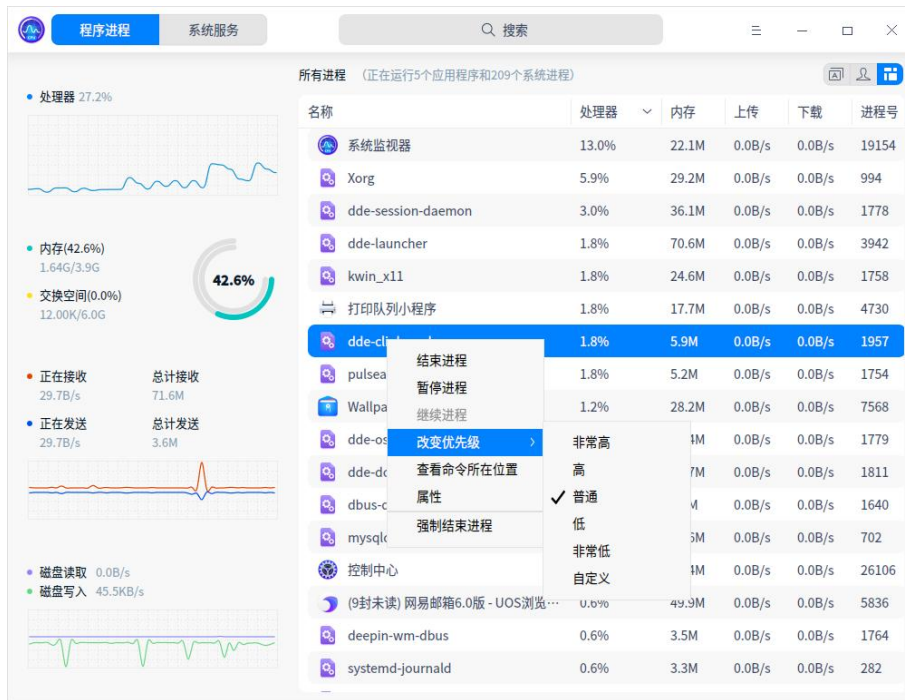 程序进程 系统服务 搜索
所有进程 (正在运行5个应用程序和209个系统进程)
处理器 27.2%
内存(42.6%)
1.64G/3.9G
交换空间(0.0%)
12.00K/6.0G
42.6%
正在接收 总计接收
29.7B/s 71.6M
正在发送 总计发送
29.7B/s 3.6M
磁盘读取 0.0B/s
磁盘写入 45.5KB/s
名称 处理器 内存 上传 下载 进程号
系统监视器 13.0% 22.1M 0.0B/s 0.0B/s 19154
Xorg 5.9% 29.2M 0.0B/s 0.0B/s 994
dde-session-daemon 3.0% 36.1M 0.0B/s 0.0B/s 1778
dde-launcher 1.8% 70.6M 0.0B/s 0.0B/s 3942
kwin_x11 1.8% 24.6M 0.0B/s 0.0B/s 1758
打印队列小程序 1.8% 17.7M 0.0B/s 0.0B/s 4730
dde-cli 1.8% 5.9M 0.0B/s 0.0B/s 1957
pulsea 1.8% 5.2M 0.0B/s 0.0B/s 1754
Wallpa 1.2% 28.2M 0.0B/s 0.0B/s 7568
dde-os 4M 0.0B/s 0.0B/s 1779
dde-do 7M 0.0B/s 0.0B/s 1811
dbus-d M 0.0B/s 0.0B/s 1640
mysqld 6M 0.0B/s 0.0B/s 702
控制中心 4M 0.0B/s 0.0B/s 26106
(9封未读) 网易邮箱6.0版 - UOS浏览… 0.6% 49.9M 0.0B/s 0.0B/s 5836
deepin-wm-dbus 0.6% 3.5M 0.0B/s 0.0B/s 1764
systemd-journald 0.6% 3.3M 0.0B/s 0.0B/s 282
结束进程
暂停进程
继续进程
改变优先级
查看命令所在位置
属性
强制结束进程
非常高
高
普通
低
非常低
自定义